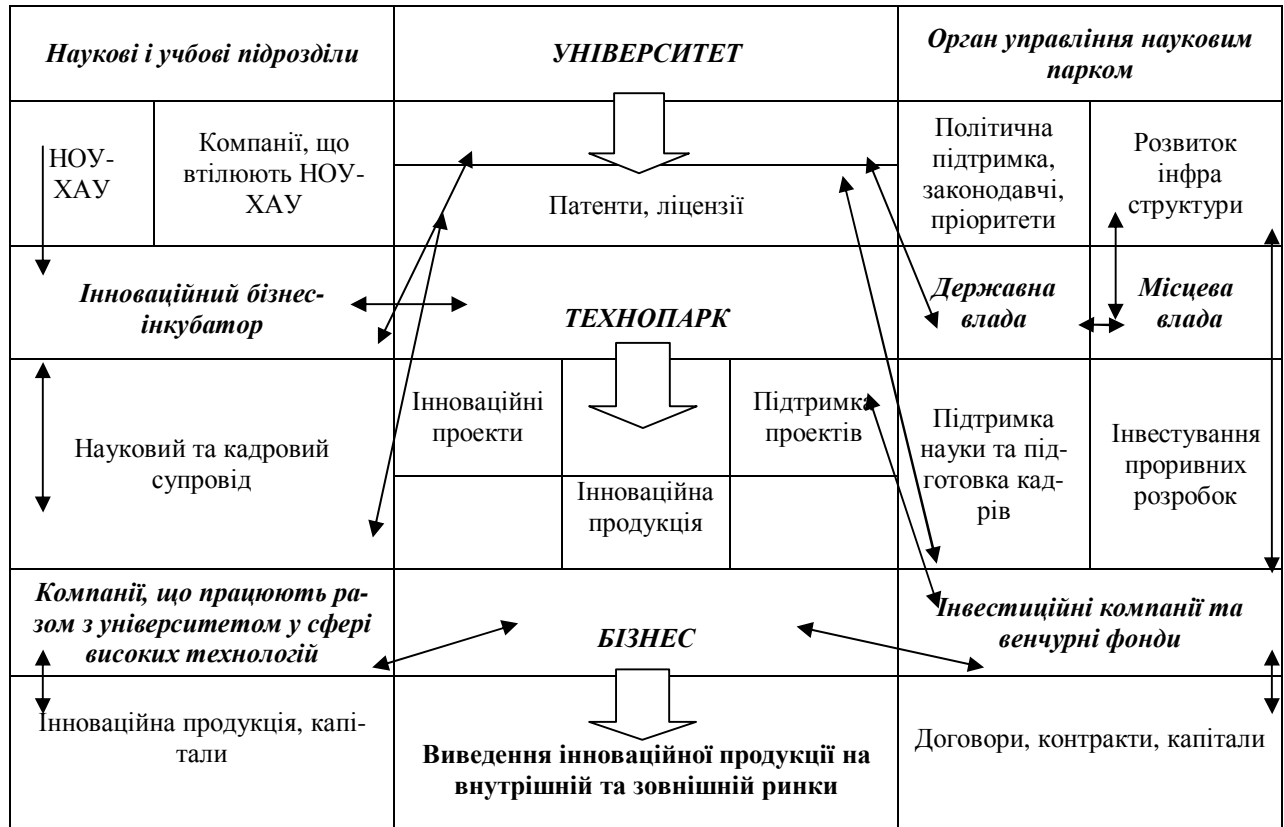 Наукові і учбові підрозділи
УНІВЕРСИТЕТ
Орган управління науковим
парком
НОУ-
ХАУ
Компанії, що
втілюють НОУ-
ХАУ
Патенти, ліцензії
Політична
підтримка,
законодавчі,
пріоритети
Розвиток
інфра
структури
Інноваційний бізнес-
інкубатор
ТЕХНОПАРК
Державна
влада
Місцева
влада
Науковий та кадровий
супровід
Інноваційні
проекти
Підтримка
проектів
Інноваційна
продукція
Підтримка
науки та під-
готовка кад-
рів
Інвестування
проривних
розробок
Компанії, що працюють ра-
зом з університетом у сфері
високих технологій
БІЗНЕС
Інвестиційні компанії та
венчурні фонди
Інноваційна продукція, капі-
тали
Виведення інноваційної продукції на
внутрішній та зовнішній ринки
Договори, контракти, капітали